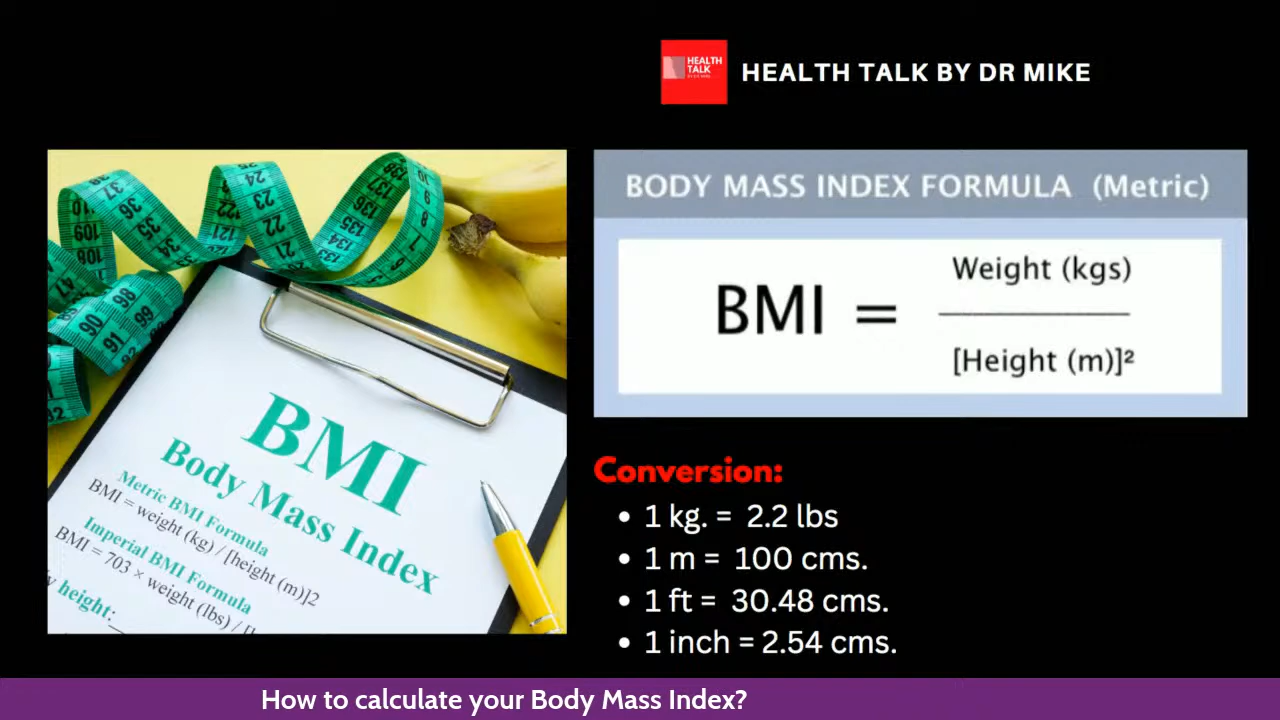 HEALTH
TALK
HEALTH TALK BY DR MIKE
BODY MASS INDEX FORMULA (Metric)
BMI =
Weight (kgs)
[Height (m)]²
BMI
Body Mass Index
Metric BMI Formula
BMI = weight (kg) / [height (m)]2
Imperial BMI Formula
BMI = 703 × weight (lbs) / [
height:
Conversion:
• 1 kg. = 2.2 lbs
• 1 m = 100 cms.
• 1 ft = 30.48 cms.
• 1 inch = 2.54 cms.
How to calculate your Body Mass Index?